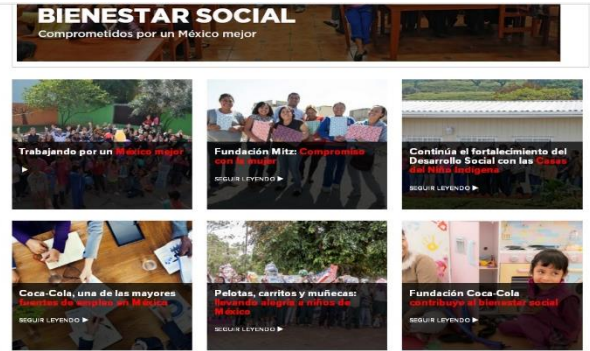 BIENESTAR SOCIAL
Comprometidos por un México mejor
Trabajando por un México mejor
▶
Fundación Mitz: Compromiso
con la mujer
SEGUIR LEYENDO ▶
Continúa el fortalecimiento del
Desarrollo Social con las Casas
del Niño Indígena
SEGUIR LEYENDO ▶
Coca-Cola, una de las mayores
fuentes de empleo en México
SEGUIR LEYENDO ▶
Pelotas, carritos y muñecas:
llevando alegría a niños de
México
SEGUIR LEYENDO ▶
Fundación Coca-Cola
contribuye al bienestar social
SEGUIR LEYENDO ▶